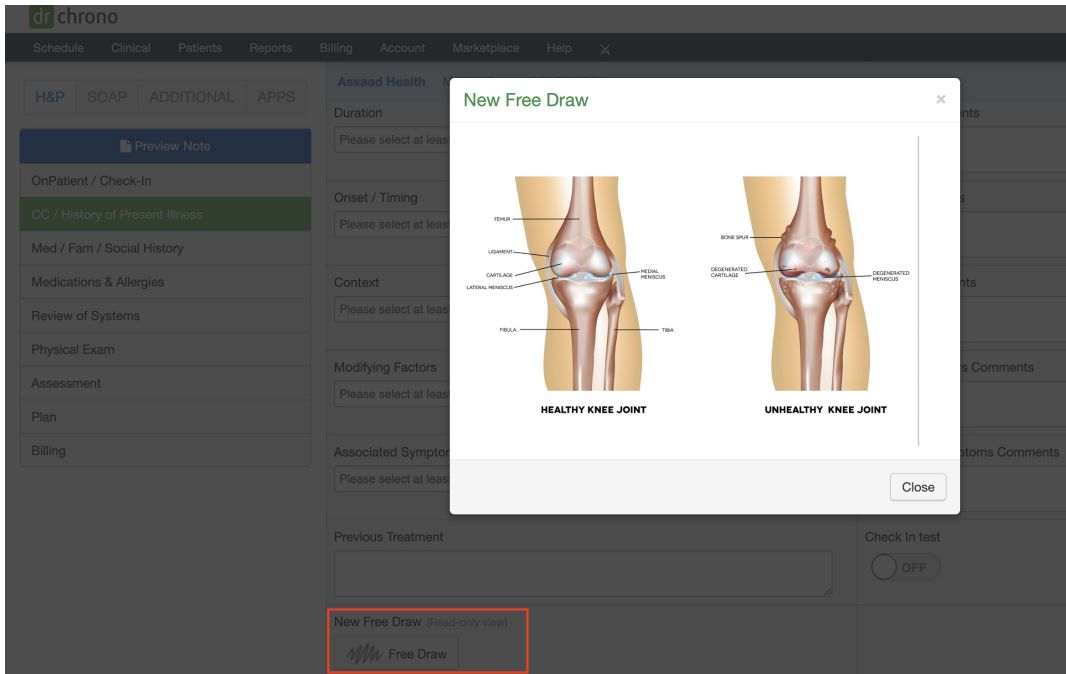 dr chrono
Schedule Clinical Patients Reports Billing Account Marketplace Help
H&P SOAP ADDITIONAL APPS
Preview Note
OnPatient / Check-In
CC / History of Present Illness
Med / Fam / Social History
Medications & Allergies
Review of Systems
Physical Exam
Assessment
Plan
Billing
Assaad Health
Duration
Please select at leas
Onset / Timing
Please select at leas
Context
Please select at leas
Modifying Factors
Please select at leas
Associated Sympto
Please select at leas
nts
s
nts
s Comments
ptoms Comments
New Free Draw ×
FEMUR
LIGAMENT
CARTILAGE
LATERAL MENISCUS
MEDIAL
MENISCUS
FIBULA
TIBIA
HEALTHY KNEE JOINT
BONE SPUR
DEGENERATED
CARTILAGE
DEGENERATED
MENISCUS
UNHEALTHY KNEE JOINT
Close
Previous Treatment
Check In test
OFF
New Free Draw (Read-only view)
Free Draw